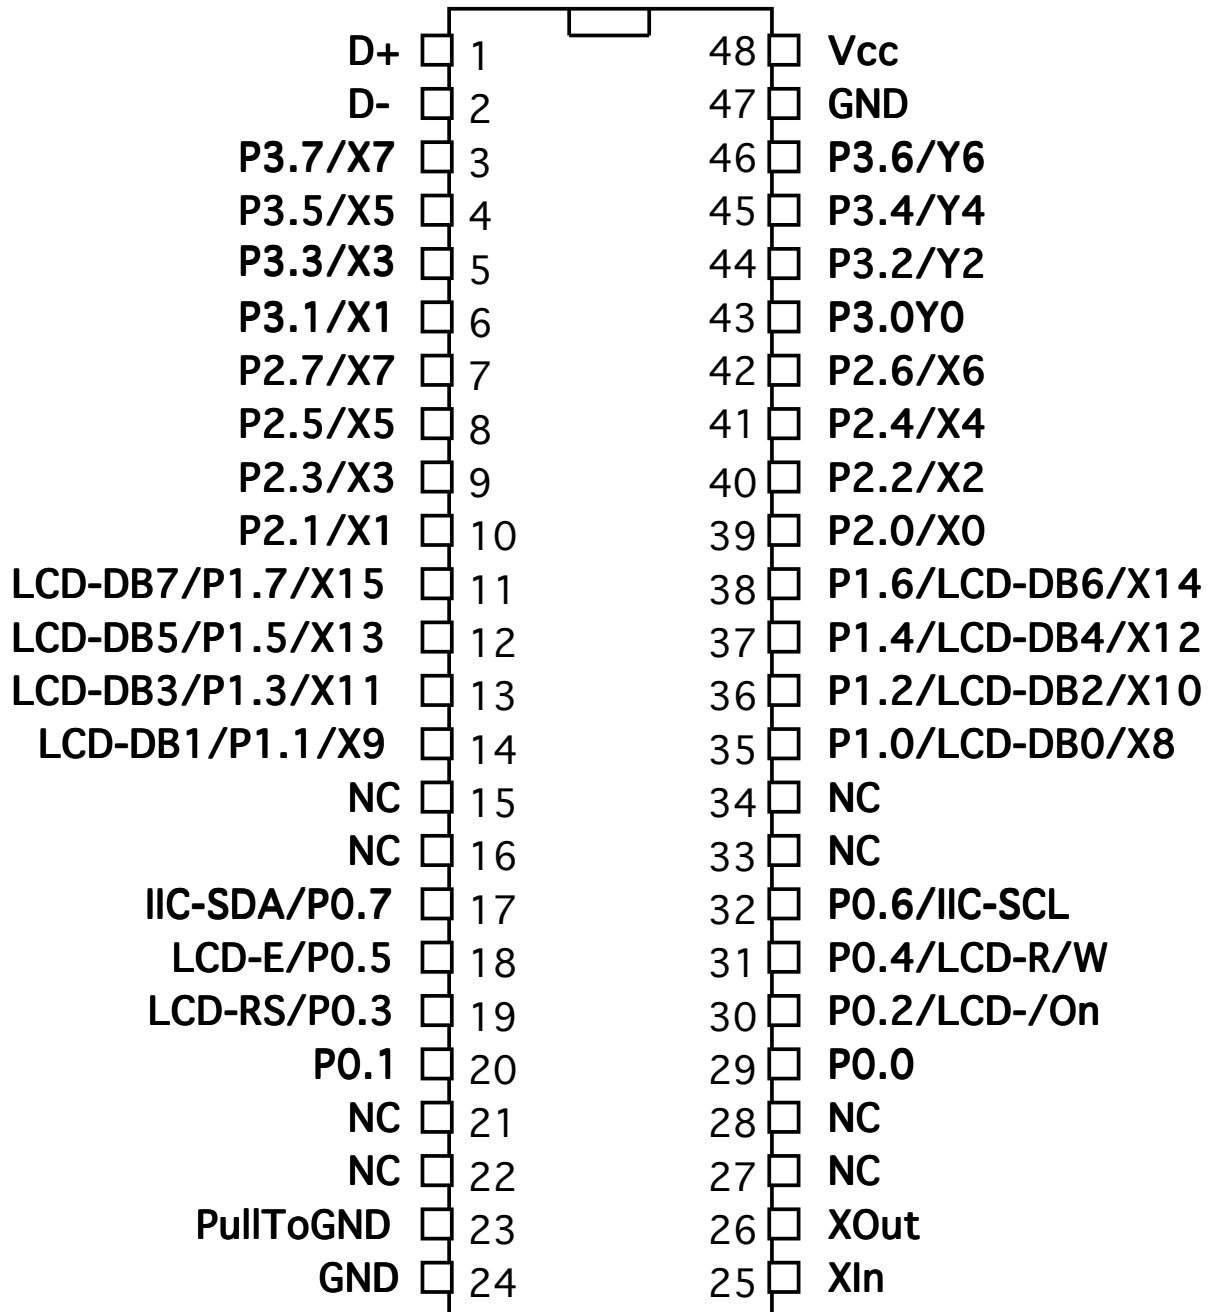 D+ 1 48 Vcc
D- 2 47 GND
P3.7/X7 3 46 P3.6/Y6
P3.5/X5 4 45 P3.4/Y4
P3.3/X3 5 44 P3.2/Y2
P3.1/X1 6 43 P3.0Y0
P2.7/X7 7 42 P2.6/X6
P2.5/X5 8 41 P2.4/X4
P2.3/X3 9 40 P2.2/X2
P2.1/X1 10 39 P2.0/X0
LCD-DB7/P1.7/X15 11 38 P1.6/LCD-DB6/X14
LCD-DB5/P1.5/X13 12 37 P1.4/LCD-DB4/X12
LCD-DB3/P1.3/X11 13 36 P1.2/LCD-DB2/X10
LCD-DB1/P1.1/X9 14 35 P1.0/LCD-DB0/X8
NC 15 34 NC
NC 16 33 NC
IIC-SDA/P0.7 17 32 P0.6/IIC-SCL
LCD-E/P0.5 18 31 P0.4/LCD-R/W
LCD-RS/P0.3 19 30 P0.2/LCD-/On
P0.1 20 29 P0.0
NC 21 28 NC
NC 22 27 NC
PullToGND 23 26 XOut
GND 24 25 XIn